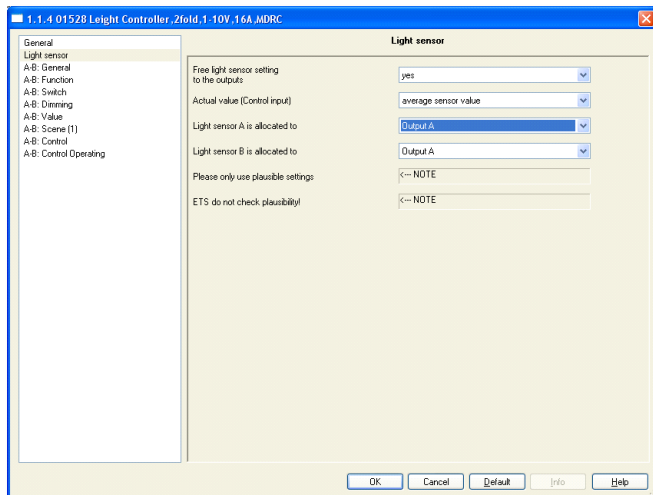 1.1.4 01528 Leight Controller ,2fold,1-10V,16A,MDRC
General
Light sensor
A-B: General
A-B: Function
A-B: Switch
A-B: Dimming
A-B: Value
A-B: Scene (1)
A-B: Control
A-B: Control Operating
Light sensor
Free light sensor setting
to the outputs
yes
Actual value (Control input)
average sensor value
Light sensor A is allocated to
Output A
Light sensor B is allocated to
Output A
Please only use plausible settings
<--- NOTE
ETS do not check plausibility!
<--- NOTE
OK
Cancel
Default
Info
Help